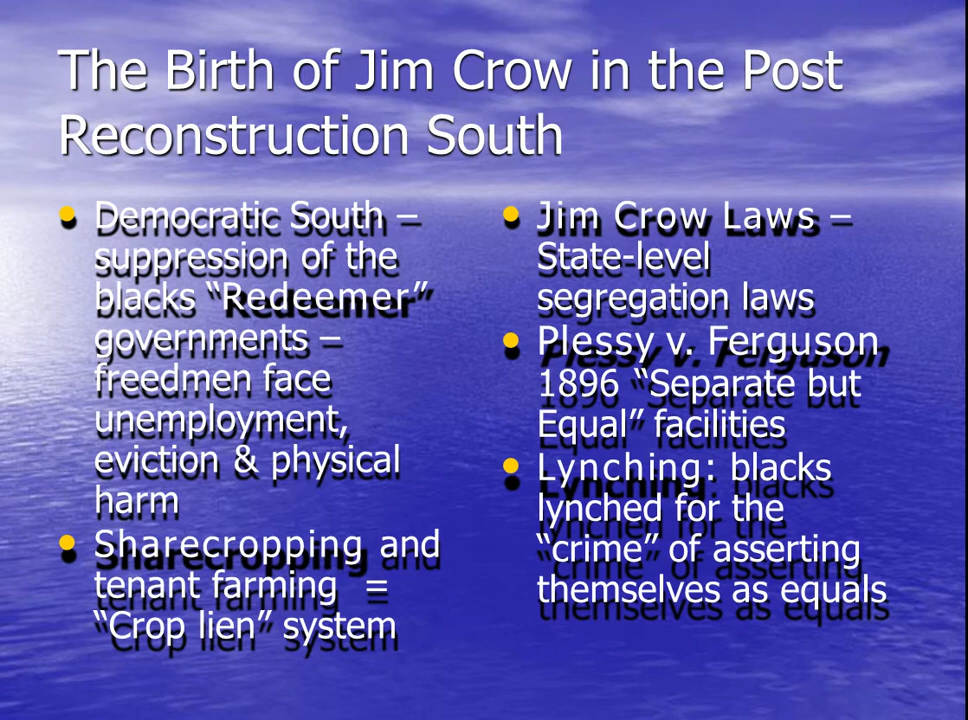 The Birth of Jim Crow in the Post
Reconstruction South
• Democratic South –
suppression of the
blacks “Redeemer”
governments –
freedmen face
unemployment,
eviction & physical
harm
• Sharecropping and
tenant farming =
“Crop lien” system
• Jim Crow Laws –
State-level
segregation laws
• Plessy v. Ferguson
1896 “Separate but
Equal” facilities
• Lynching: blacks
lynched for the
“crime” of asserting
themselves as equals